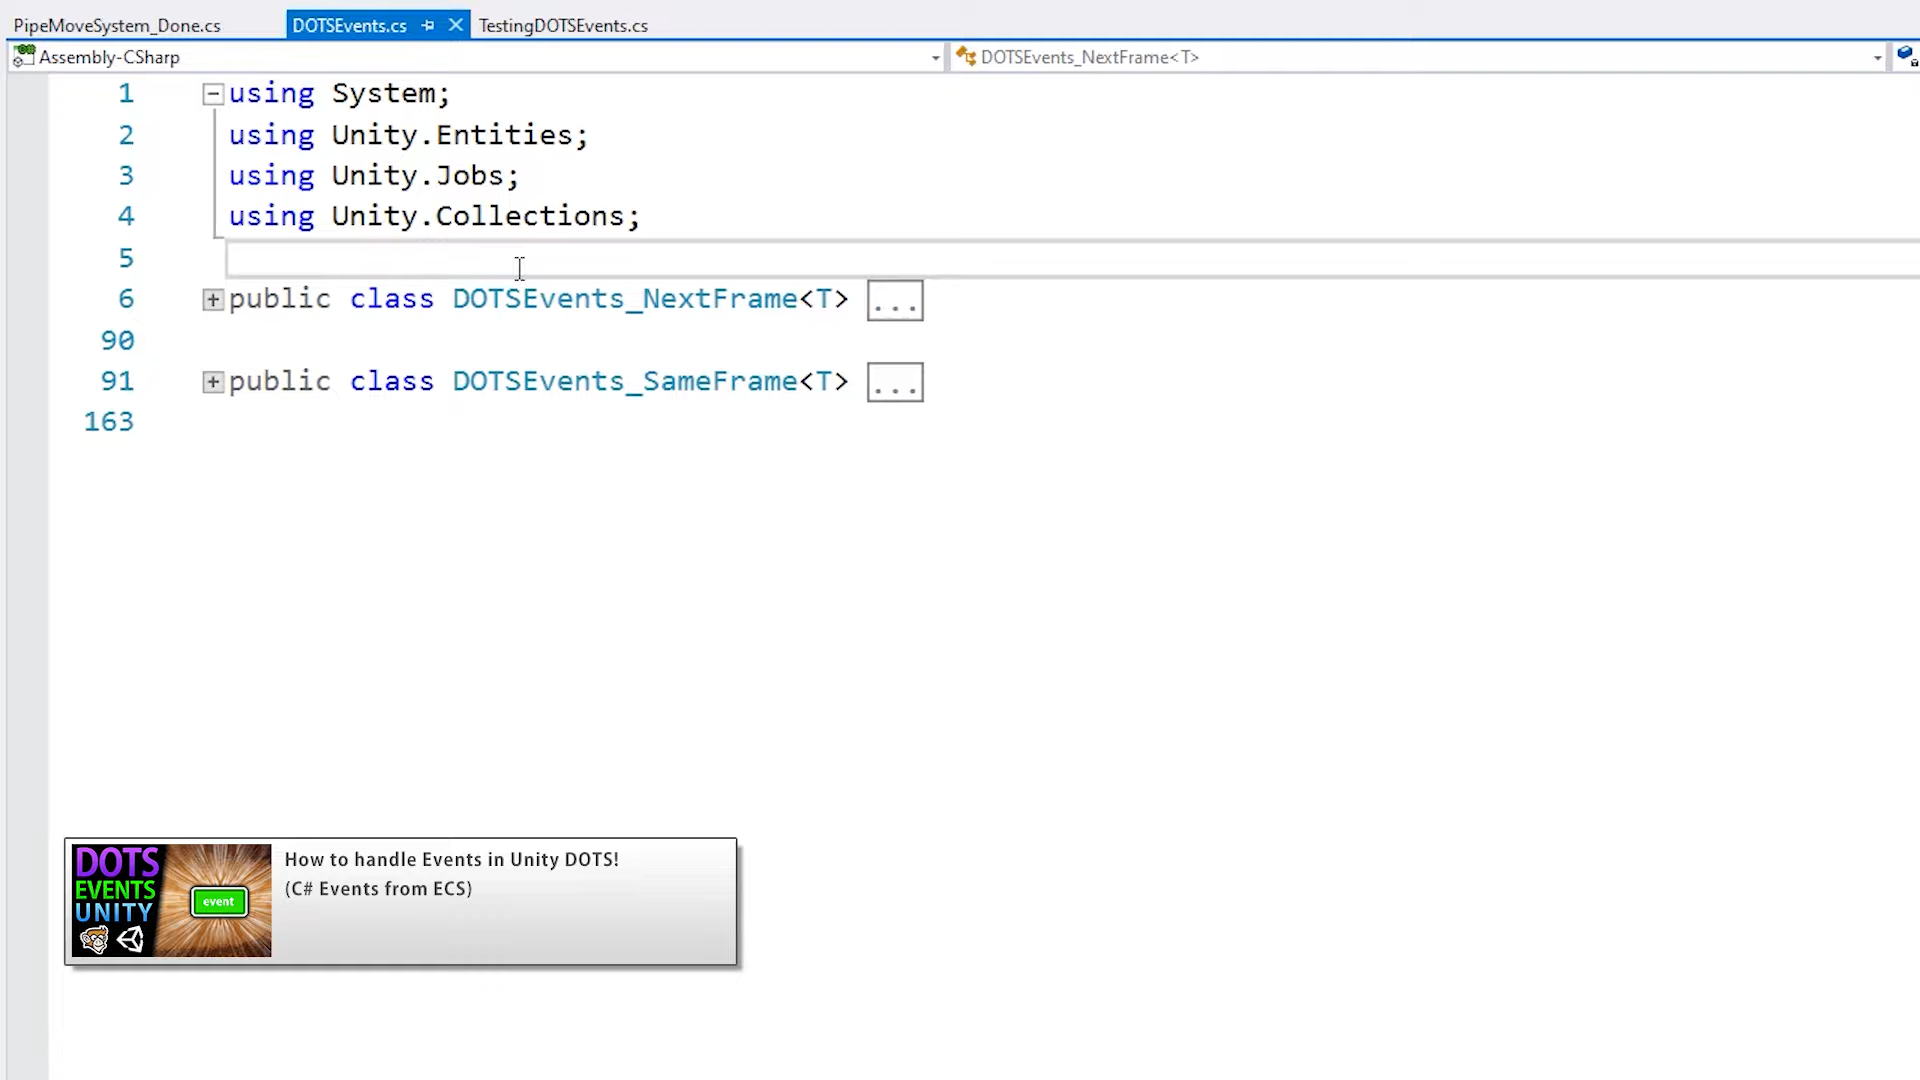 PipeMoveSystem_Done.cs
DOTSEvents.cs
TestingDOTSEvents.cs
Assembly-CSharp
DOTSEvents_NextFrame<T>
1 using System;
2 using Unity.Entities;
3 using Unity.Jobs;
4 using Unity.Collections;
5
6 public class DOTSEvents_NextFrame<T> ...
90
91 public class DOTSEvents_SameFrame<T> ...
163
DOTS
EVENTS
UNITY
event
How to handle Events in Unity DOTS!
(C# Events from ECS)